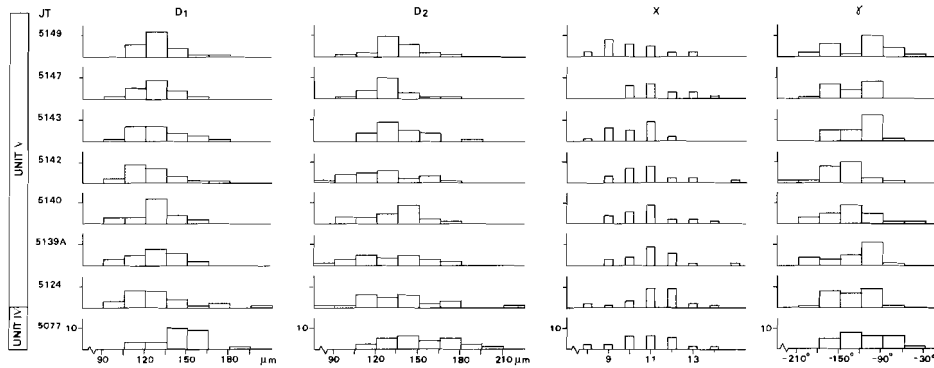 JT D1 D2 X γ
UNIT V
UNIT IV
5149
5147
5143
5142
5140
5139A
5124
5077 10 10 10 10
90 120 150 180 μm
90 120 150 180 210 μm
9 11 13
-210° -150° -90° -30°